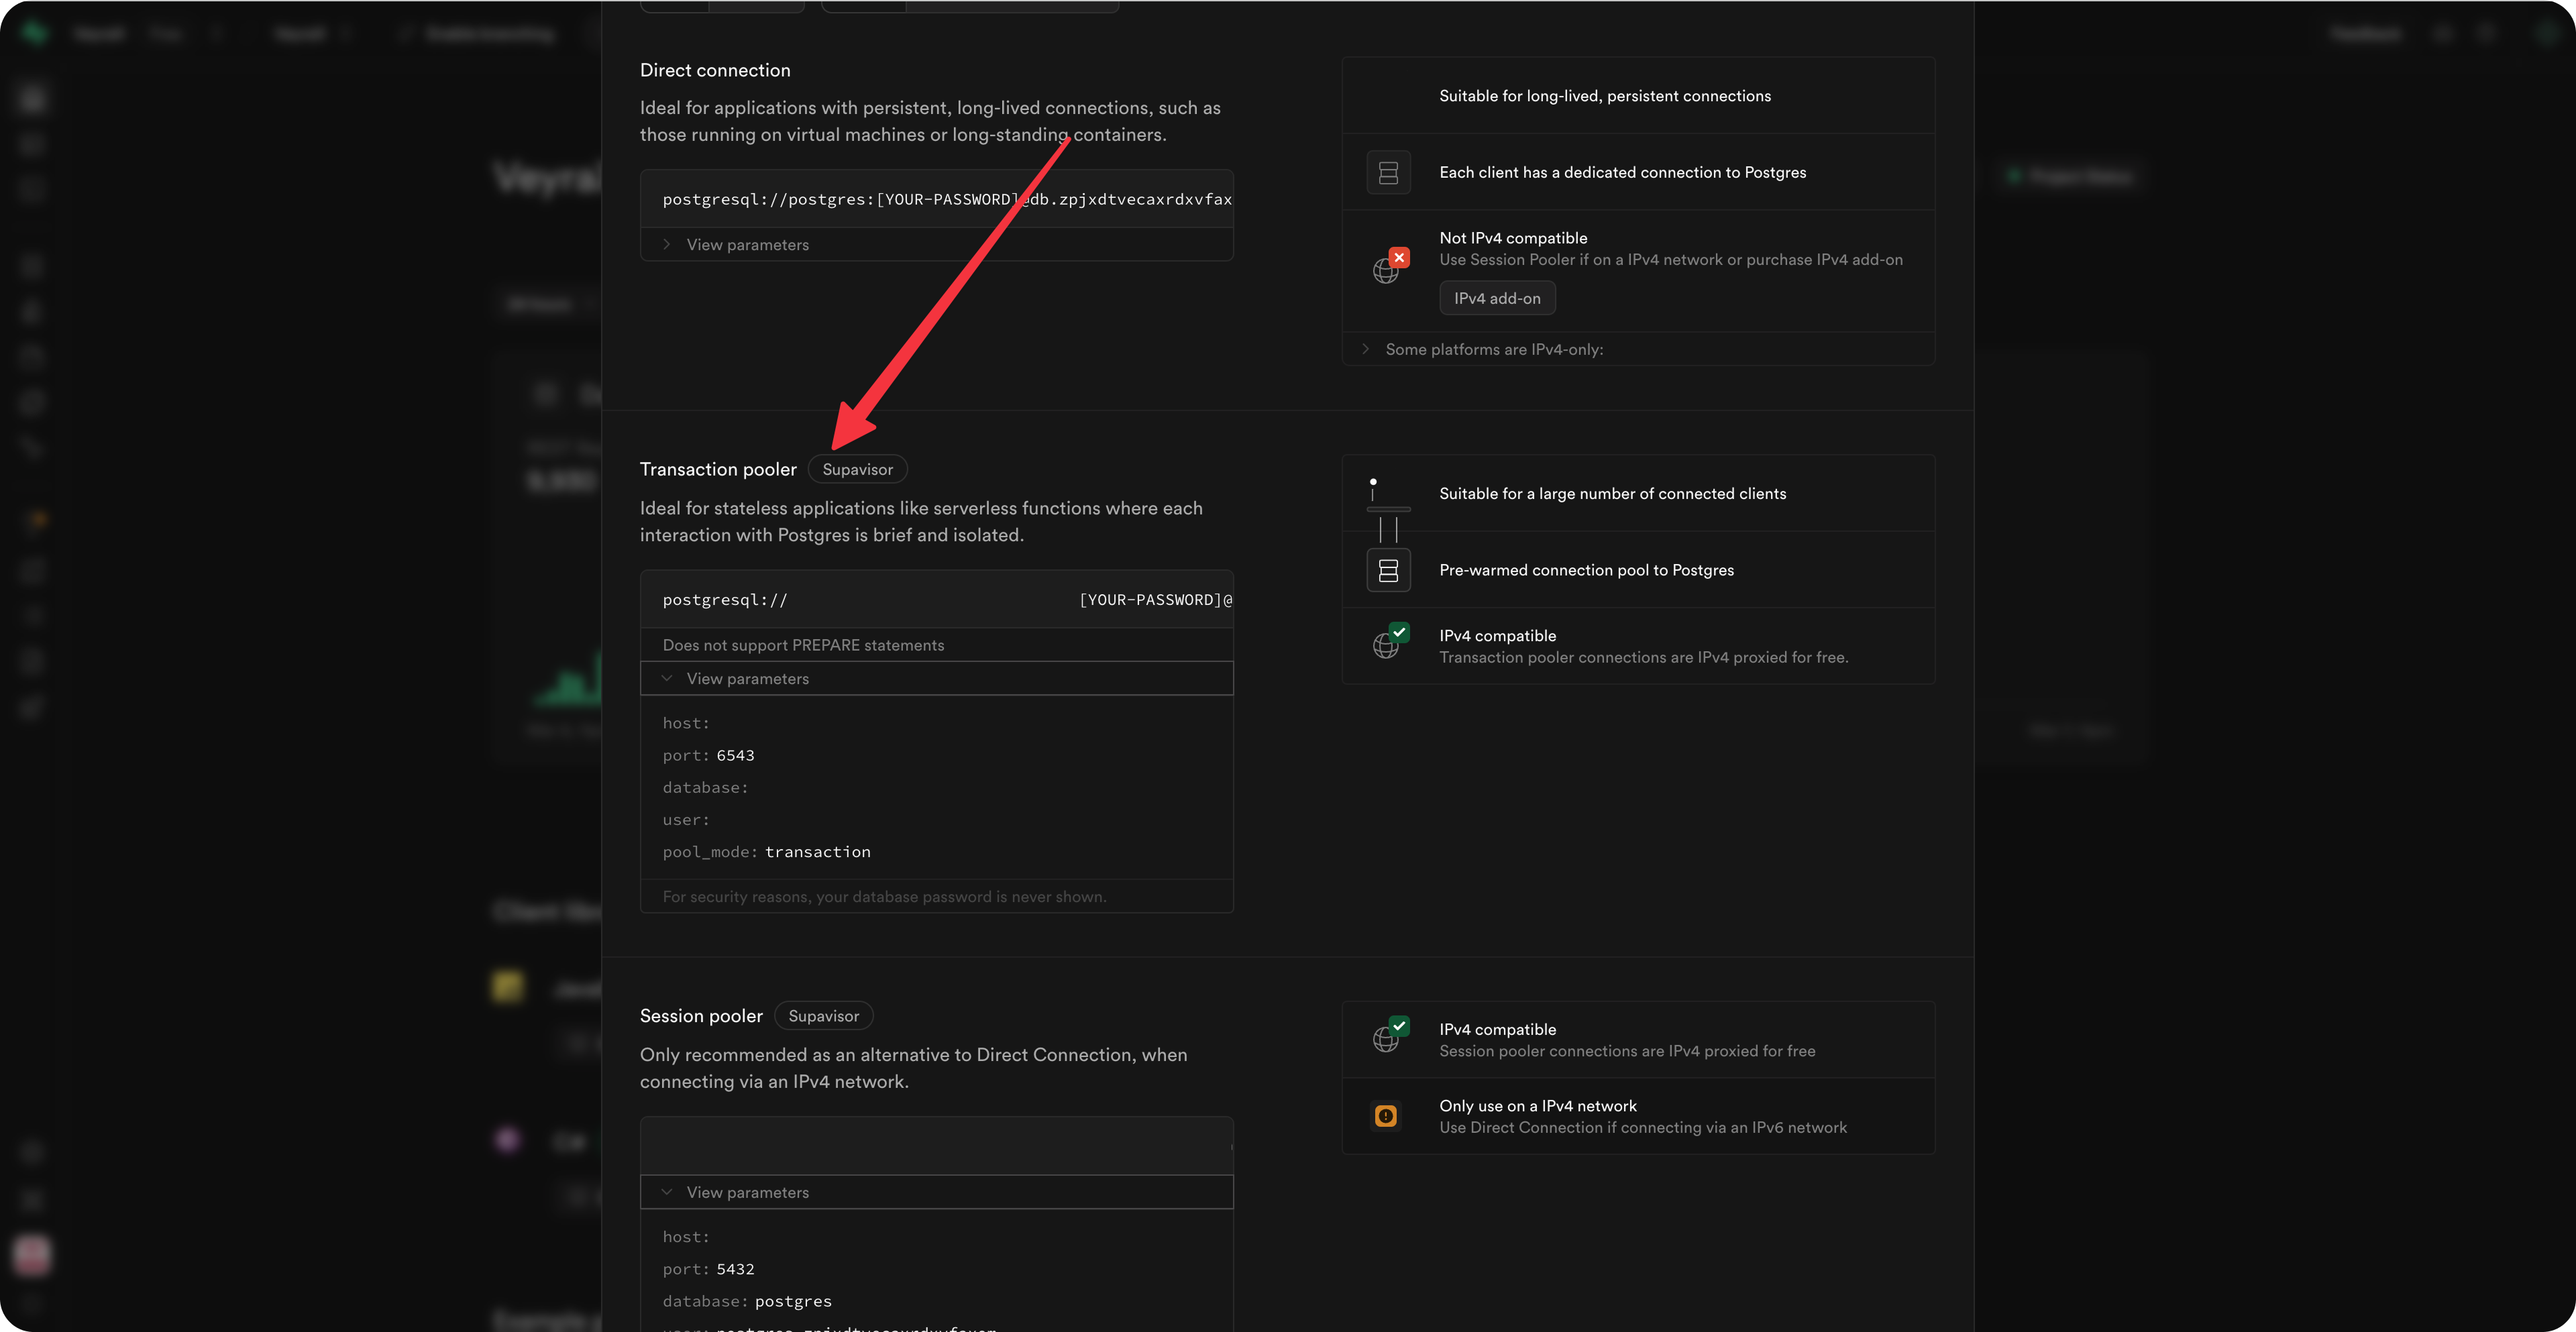 Direct connection
Ideal for applications with persistent, long-lived connections, such as
those running on virtual machines or long-standing containers.
postgresql://postgres:[YOUR-PASSWORD]@db.zpjxdtvecaxrdxvfax
View parameters
Suitable for long-lived, persistent connections
Each client has a dedicated connection to Postgres
Not IPv4 compatible
Use Session Pooler if on a IPv4 network or purchase IPv4 add-on
IPv4 add-on
Some platforms are IPv4-only:
Transaction pooler Supavisor
Ideal for stateless applications like serverless functions where each
interaction with Postgres is brief and isolated.
postgresql:// [YOUR-PASSWORD]@
Does not support PREPARE statements
View parameters
host:
port: 6543
database:
user:
pool_mode: transaction
For security reasons, your database password is never shown.
Suitable for a large number of connected clients
Pre-warmed connection pool to Postgres
IPv4 compatible
Transaction pooler connections are IPv4 proxied for free.
Session pooler Supavisor
Only recommended as an alternative to Direct Connection, when
connecting via an IPv4 network.
View parameters
host:
port: 5432
database: postgres
IPv4 compatible
Session pooler connections are IPv4 proxied for free
Only use on a IPv4 network
Use Direct Connection if connecting via an IPv6 network
Feedback
Project Status